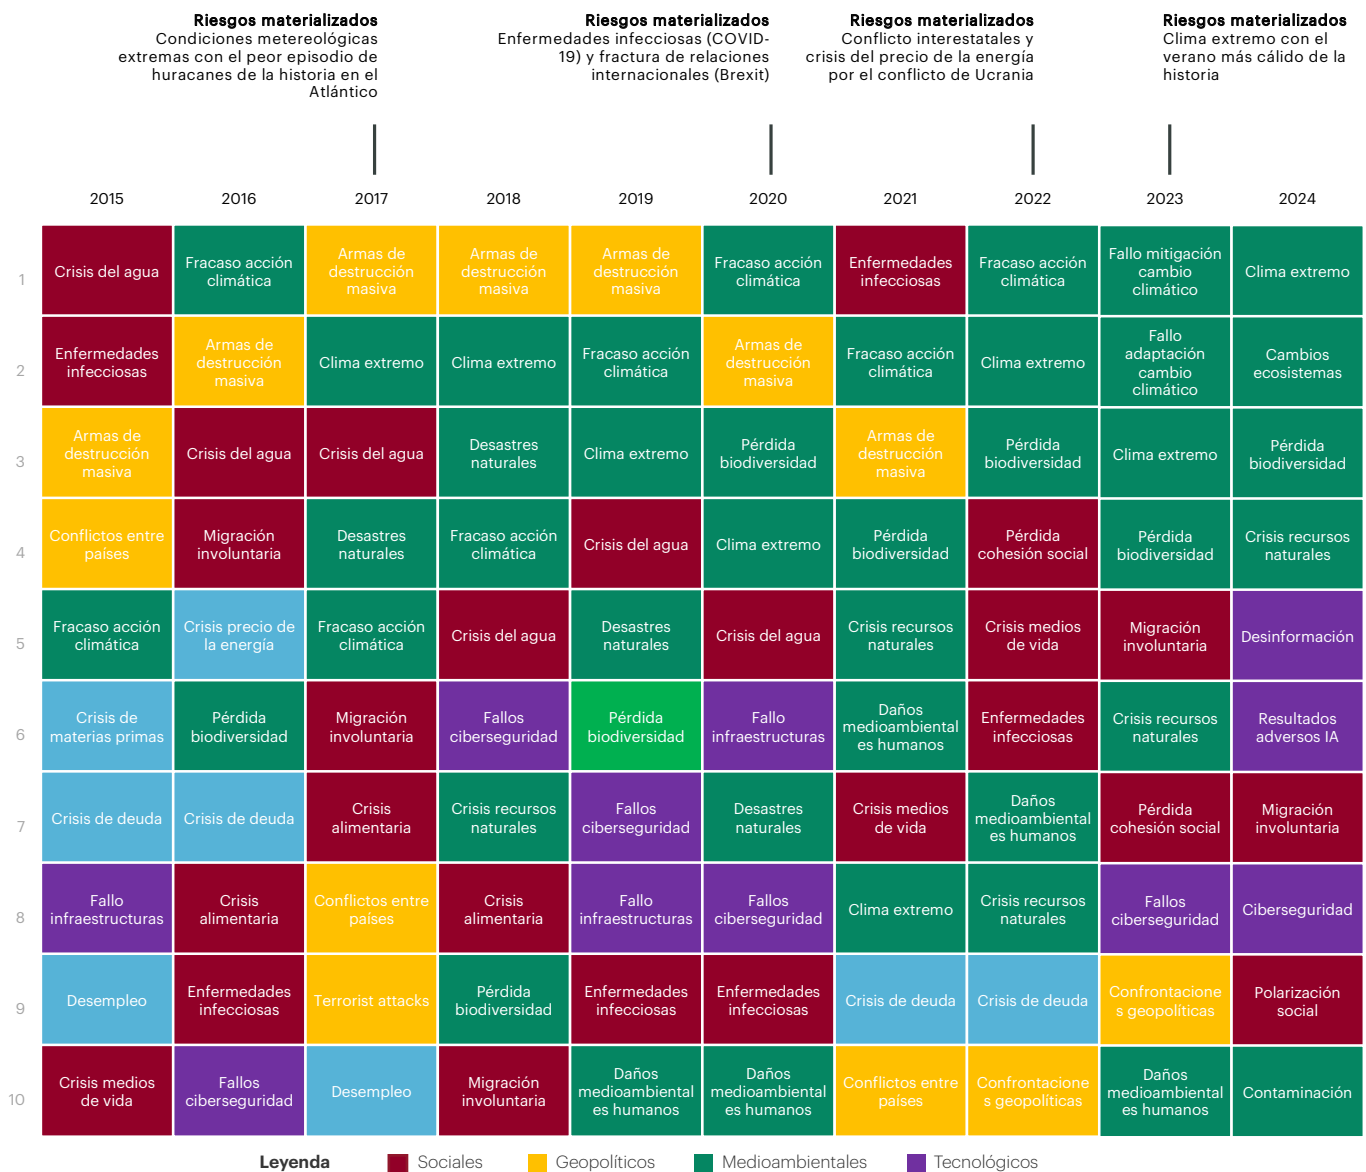 Riesgos materializados
Condiciones metereológicas
extremas con el peor episodio de
huracanes de la historia en el
Atlántico
Riesgos materializados
Enfermedades infecciosas (COVID-
19) y fractura de relaciones
internacionales (Brexit)
Riesgos materializados
Conflicto interestatales y
crisis del precio de la energía
por el conflicto de Ucrania
Riesgos materializados
Clima extremo con el
verano más cálido de la
historia
2015
2016
2017
2018
2019
2020
2021
2022
2023
2024
1
Crisis del agua
Fracaso acción
climática
Armas de
destrucción
masiva
Armas de
destrucción
masiva
Armas de
destrucción
masiva
Fracaso acción
climática
Enfermedades
infecciosas
Fracaso acción
climática
Fallo mitigación
cambio
climático
Clima extremo
2
Enfermedades
infecciosas
Armas de
destrucción
masiva
Clima extremo
Clima extremo
Fracaso acción
climática
Armas de
destrucción
masiva
Fracaso acción
climática
Clima extremo
Fallo
adaptación
cambio
climático
Cambios
ecosistemas
3
Armas de
destrucción
masiva
Crisis del agua
Crisis del agua
Desastres
naturales
Clima extremo
Pérdida
biodiversidad
Armas de
destrucción
masiva
Pérdida
biodiversidad
Clima extremo
Pérdida
biodiversidad
4
Conflictos entre
países
Migración
involuntaria
Desastres
naturales
Fracaso acción
climática
Crisis del agua
Clima extremo
Pérdida
biodiversidad
Pérdida
cohesión social
Pérdida
biodiversidad
Crisis recursos
naturales
5
Fracaso acción
climática
Crisis precio de
la energía
Fracaso acción
climática
Crisis del agua
Desastres
naturales
Crisis del agua
Crisis recursos
naturales
Crisis medios
de vida
Migración
involuntaria
Desinformación
6
Crisis de
materias primas
Pérdida
biodiversidad
Migración
involuntaria
Fallos
ciberseguridad
Pérdida
biodiversidad
Fallo
infraestructuras
Daños
medioambiental
es humanos
Enfermedades
infecciosas
Crisis recursos
naturales
Resultados
adversos IA
7
Crisis de deuda
Crisis de deuda
Crisis
alimentaria
Crisis recursos
naturales
Fallos
ciberseguridad
Desastres
naturales
Crisis medios
de vida
Daños
medioambiental
es humanos
Pérdida
cohesión social
Migración
involuntaria
8
Fallo
infraestructuras
Crisis
alimentaria
Conflictos entre
países
Crisis
alimentaria
Fallo
infraestructuras
Fallos
ciberseguridad
Clima extremo
Crisis recursos
naturales
Fallos
ciberseguridad
Ciberseguridad
9
Desempleo
Enfermedades
infecciosas
Terrorist attacks
Pérdida
biodiversidad
Enfermedades
infecciosas
Enfermedades
infecciosas
Crisis de deuda
Crisis de deuda
Confrontacione
s geopolíticas
Polarización
social
10
Crisis medios
de vida
Fallos
ciberseguridad
Desempleo
Migración
involuntaria
Daños
medioambiental
es humanos
Daños
medioambiental
es humanos
Conflictos entre
países
Confrontacione
s geopolíticas
Daños
medioambiental
es humanos
Contaminación
Leyenda
Sociales
Geopolíticos
Medioambientales
Tecnológicos